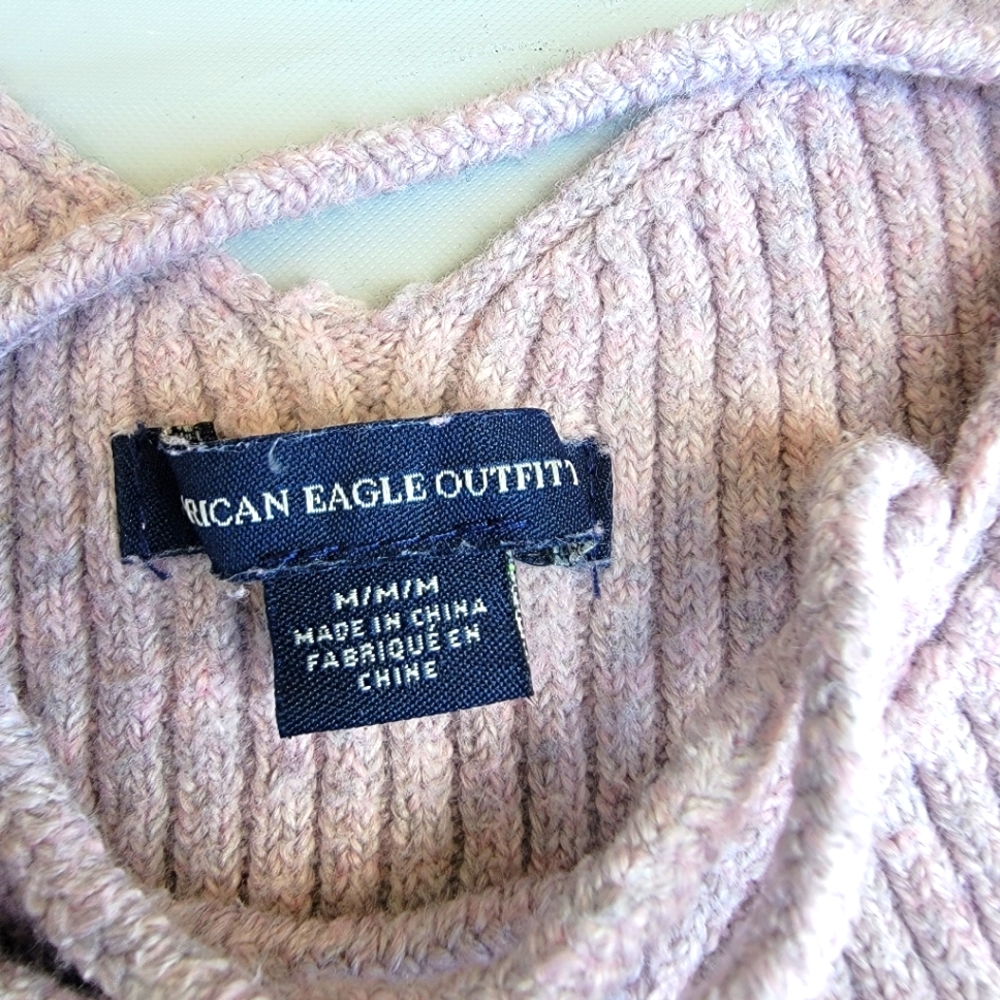 RICAN EAGLE OUTFIT
M/M/M
MADE IN CHINA
FABRIQUÉ EN
CHINE